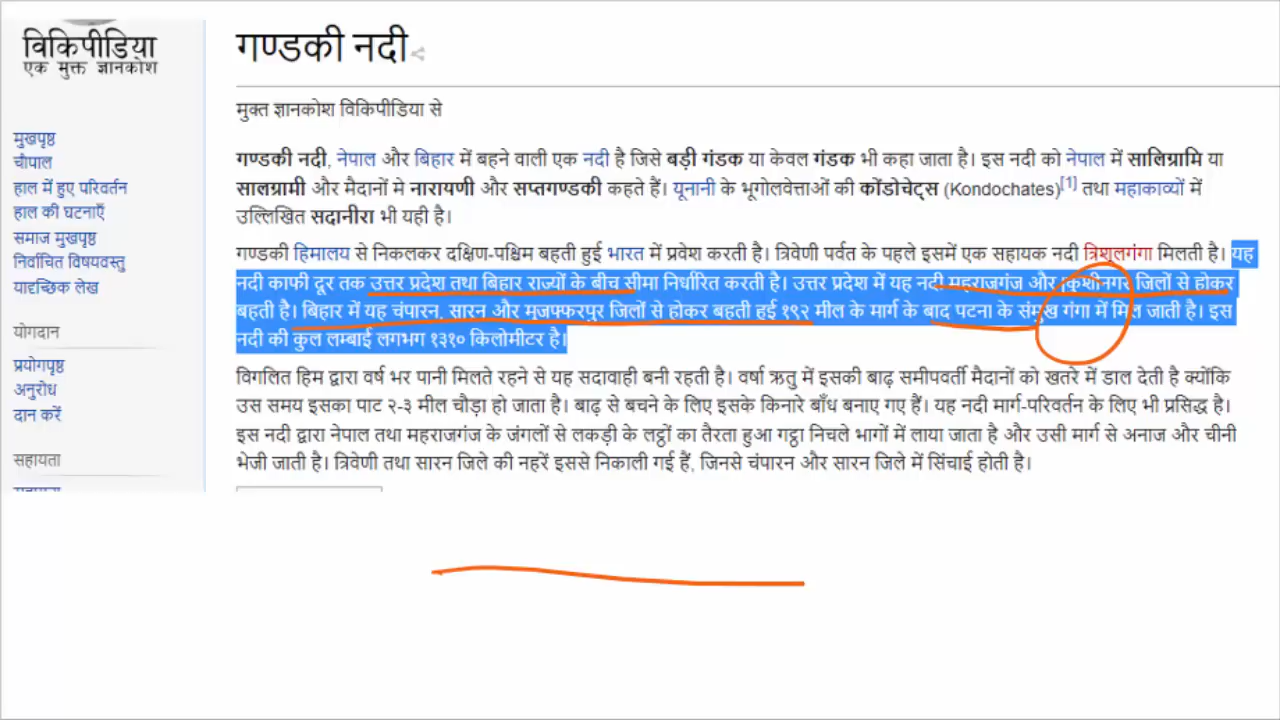 विकिपीडिया
एक मुक्त ज्ञानकोश
मुखपृष्ठ
चौपाल
हाल में हुए परिवर्तन
हाल की घटनाएँ
समाज मुखपृष्ठ
निर्वाचित विषयवस्तु
यादृच्छिक लेख
योगदान
प्रयोगपृष्ठ
अनुरोध
दान करें
सहायता
गण्डकी नदी
मुक्त ज्ञानकोश विकिपीडिया से
गण्डकी नदी, नेपाल और बिहार में बहने वाली एक नदी है जिसे बड़ी गंडक या केवल गंडक भी कहा जाता है। इस नदी को नेपाल में सालिग्रामि या
सालग्रामी और मैदानों मे नारायणी और सप्तगण्डकी कहते हैं। यूनानी के भूगोलवेत्ताओं की कोंडोचेट्स (Kondochates)[1] तथा महाकाव्यों में
उल्लिखित सदानीरा भी यही है।
गण्डकी हिमालय से निकलकर दक्षिण-पश्चिम बहती हुई भारत में प्रवेश करती है। त्रिवेणी पर्वत के पहले इसमें एक सहायक नदी त्रिशूलगंगा मिलती है। यह
नदी काफी दूर तक उत्तर प्रदेश तथा बिहार राज्यों के बीच सीमा निर्धारित करती है। उत्तर प्रदेश में यह नदी महराजगंज और कुशीनगर जिलों से होकर
बहती है। बिहार में यह चंपारन, सारन और मुजफ्फरपुर जिलों से होकर बहती हुई १९२ मील के मार्ग के बाद पटना के संमुख गंगा में मिल जाती है। इस
नदी की कुल लम्बाई लगभग १३१० किलोमीटर है।
विगलित हिम द्वारा वर्ष भर पानी मिलते रहने से यह सदावाही बनी रहती है। वर्षा ऋतु में इसकी बाढ़ समीपवर्ती मैदानों को खतरे में डाल देती है क्योंकि
उस समय इसका पाट २-३ मील चौड़ा हो जाता है। बाढ़ से बचने के लिए इसके किनारे बाँध बनाए गए हैं। यह नदी मार्ग-परिवर्तन के लिए भी प्रसिद्ध है।
इस नदी द्वारा नेपाल तथा महराजगंज के जंगलों से लकड़ी के लट्ठों का तैरता हुआ गट्ठा निचले भागों में लाया जाता है और उसी मार्ग से अनाज और चीनी
भेजी जाती है। त्रिवेणी तथा सारन जिले की नहरें इससे निकाली गई हैं, जिनसे चंपारन और सारन जिले में सिंचाई होती है।